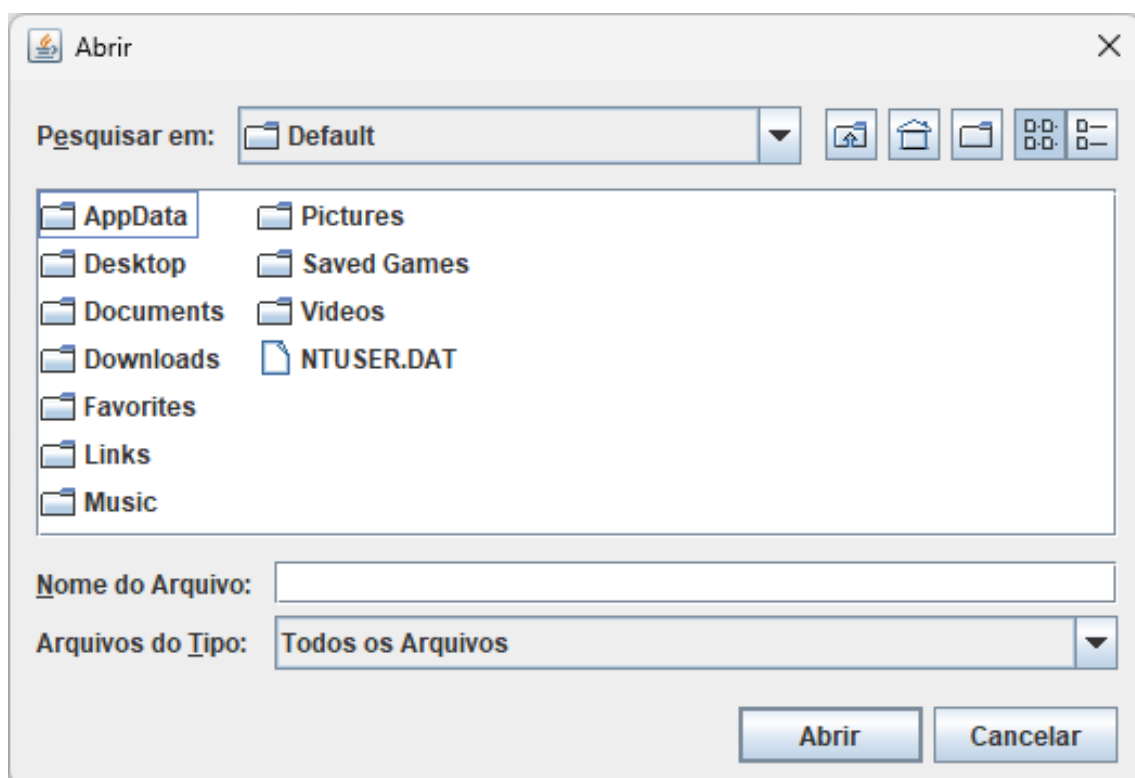 Abrir
Pesquisar em: Default
AppData
Desktop
Documents
Downloads
Favorites
Links
Music
Pictures
Saved Games
Videos
NTUSER.DAT
Nome do Arquivo:
Arquivos do Tipo: Todos os Arquivos
Abrir Cancelar